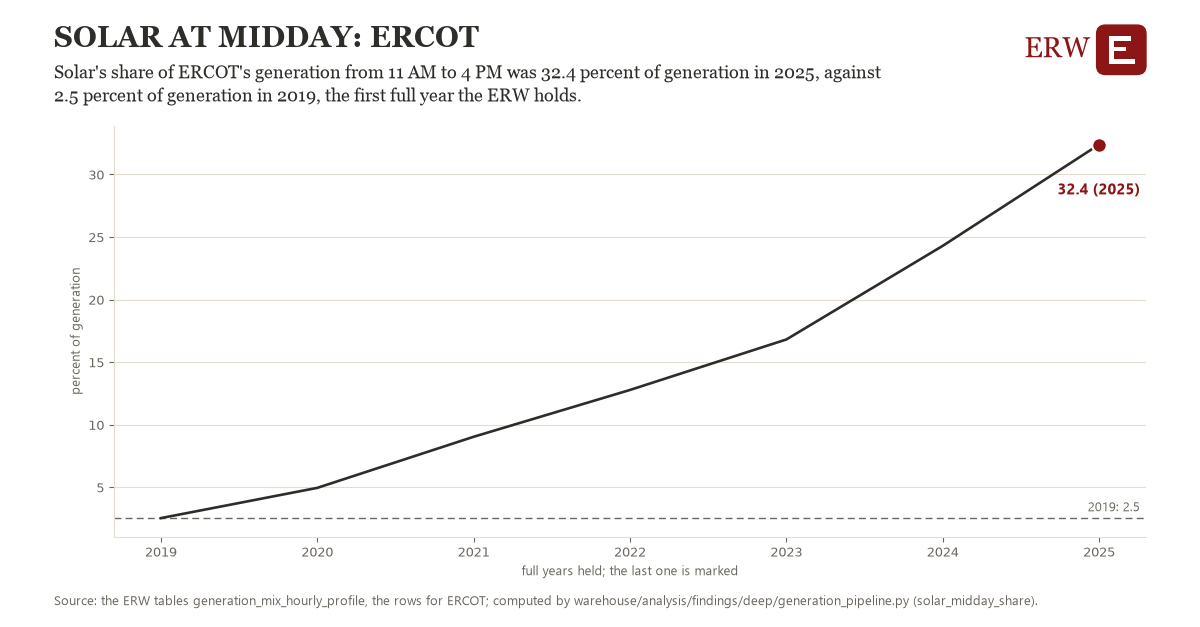 SOLAR AT MIDDAY: ERCOT
Solar's share of ERCOT's generation from 11 AM to 4 PM was 32.4 percent of generation in 2025, against
2.5 percent of generation in 2019, the first full year the ERW holds.
ERW E
30
25
20
15
10
5
percent of generation
32.4 (2025)
2019: 2.5
2019 2020 2021 2022 2023 2024 2025
full years held; the last one is marked
Source: the ERW tables generation_mix_hourly_profile, the rows for ERCOT; computed by warehouse/analysis/findings/deep/generation_pipeline.py (solar_midday_share).